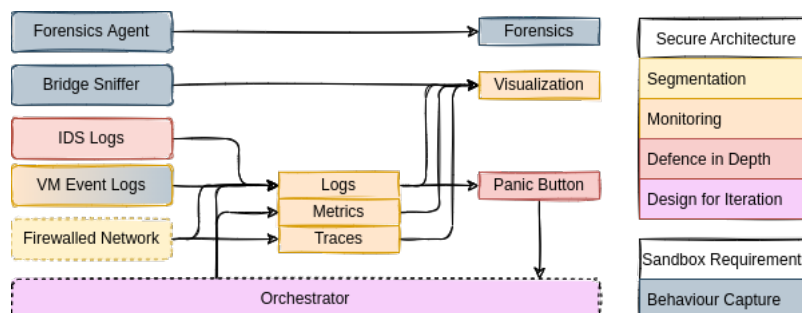 Forensics Agent
Forensics
Bridge Sniffer
Visualization
IDS Logs
VM Event Logs
Logs
Panic Button
Metrics
Firewalled Network
Traces
Orchestrator
Secure Architecture
Segmentation
Monitoring
Defence in Depth
Design for Iteration
Sandbox Requirement
Behaviour Capture